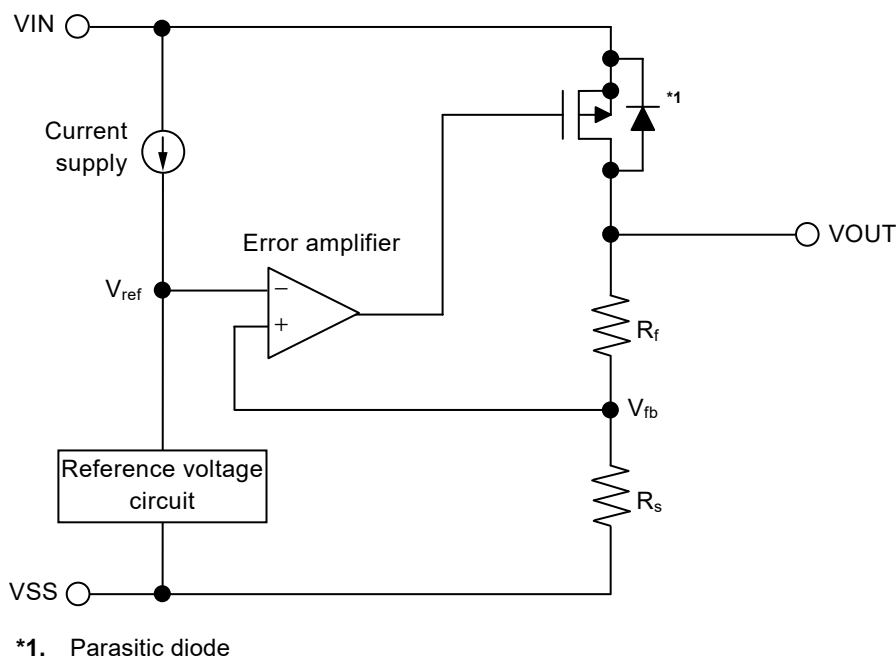 VIN
*1
Current
supply
Error amplifier
VOUT
Vref
−
+
Rf
Vfb
Reference voltage
circuit
Rs
VSS
*1. Parasitic diode